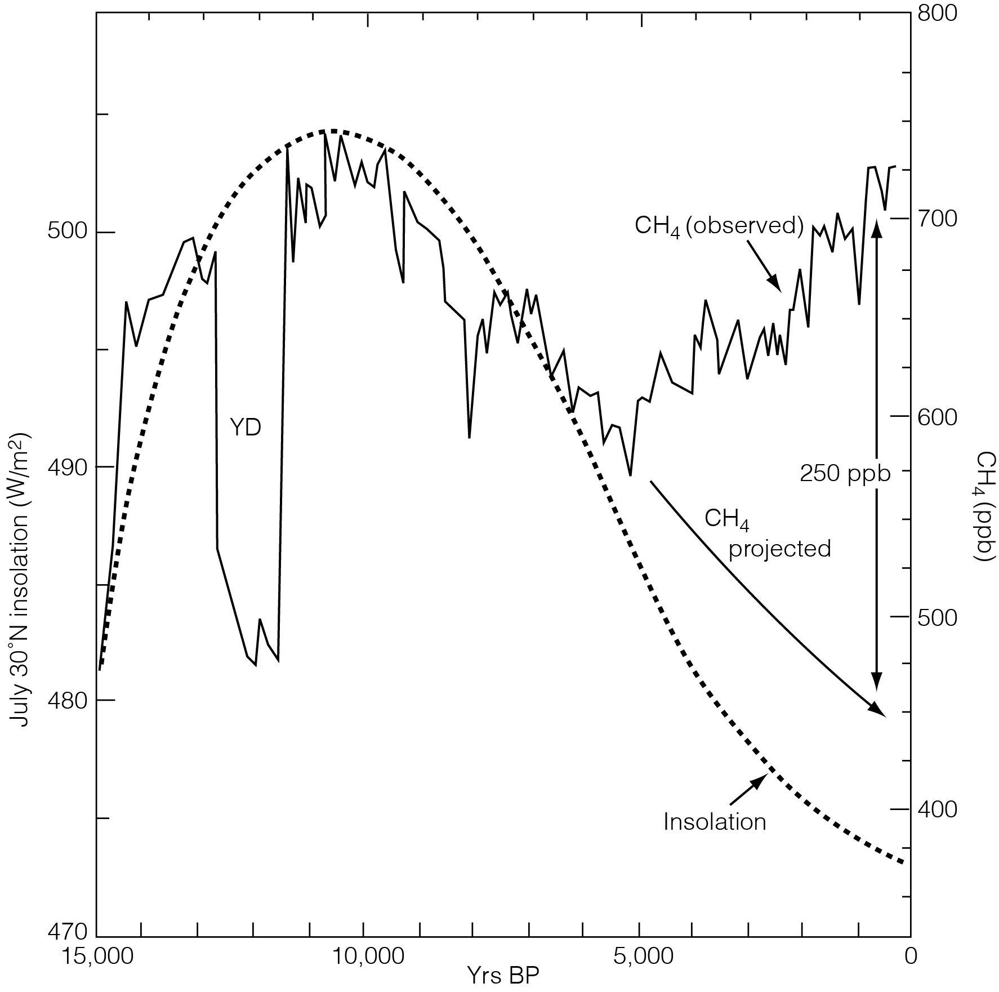 800
CH₄ (observed)
700
500
YD
600
490
250 ppb
CH₄
projected
500
480
Insolation
400
470
15,000
10,000
5,000
0
Yrs BP
July 30°N insolation (W/m²)
CH₄ (ppb)